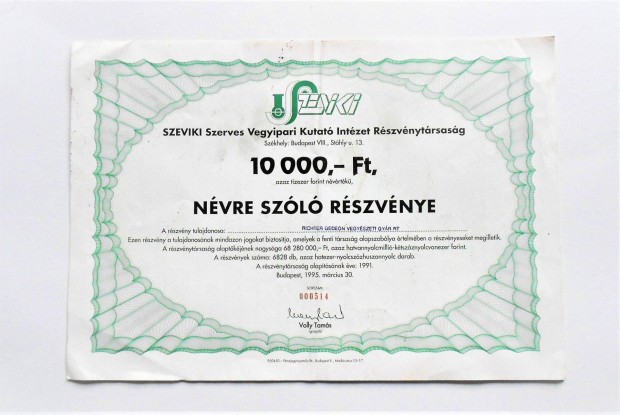 SZEVIKI
SZEVIKI Szerves Vegyipari Kutató Intézet Részvénytársaság
Székhely: Budapest VIII., Stáhly u. 13.
10 000,– Ft,
azaz tízezer forint névértékű,
NÉVRE SZÓLÓ RÉSZVÉNYE
A részvény tulajdonosa: RICHTER GEDEON VEGYÉSZETI GYÁR RT
Ezen részvény a tulajdonosának mindazon jogokat biztosítja, amelyek a fenti társaság alapszabálya értelmében a részvényeseket megilletik.
A részvénytársaság alaptőkéjének nagysága 68 280 000,– Ft, azaz hatvannyolcmillió-kétszáznyolcvanezer forint.
A részvények száma: 6828 db, azaz hatezer-nyolcszázhuszonnyolc darab.
A részvénytársaság alapításának éve: 1991.
Budapest, 1995. március 30.
SORSZÁM:
000514
Volly Tamás
igazgató